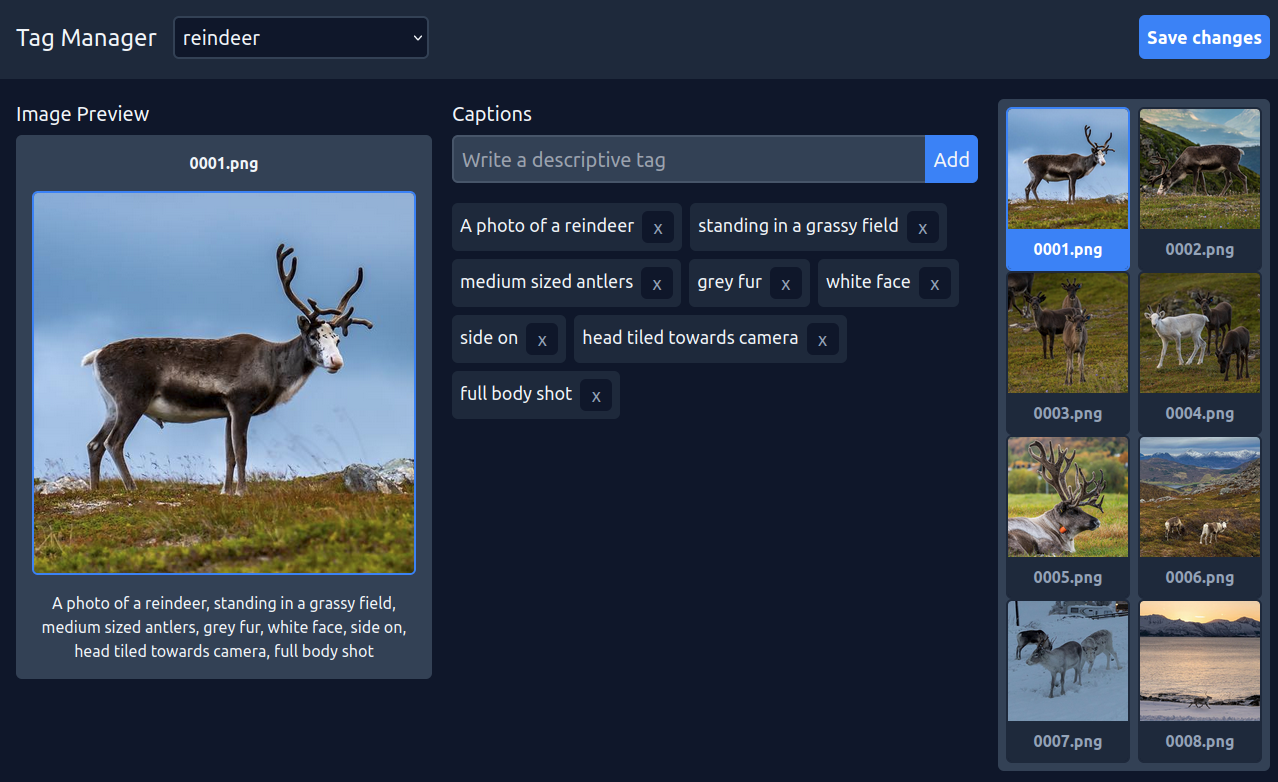 Tag Manager
reindeer
Save changes
Image Preview
0001.png
A photo of a reindeer, standing in a grassy field,
medium sized antlers, grey fur, white face, side on,
head tiled towards camera, full body shot
Captions
Write a descriptive tag
Add
A photo of a reindeer x standing in a grassy field x
medium sized antlers x grey fur x white face x
side on x head tiled towards camera x
full body shot x
0001.png 0002.png
0003.png 0004.png
0005.png 0006.png
0007.png 0008.png